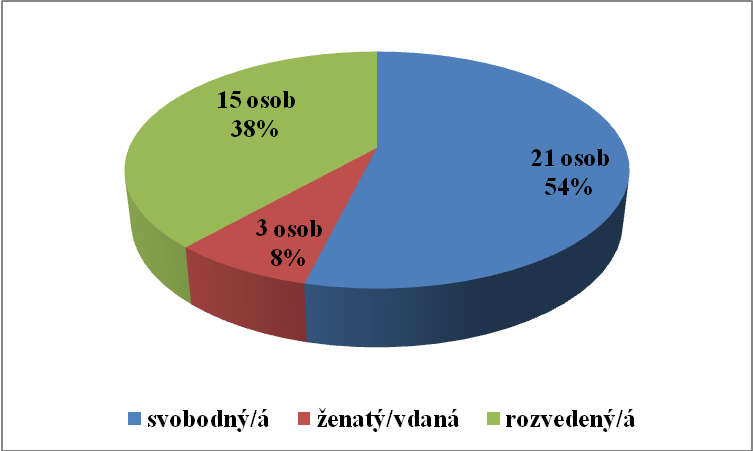 15 osob
38%
21 osob
54%
3 osob
8%
svobodný/á ženatý/vdaná rozvedený/á